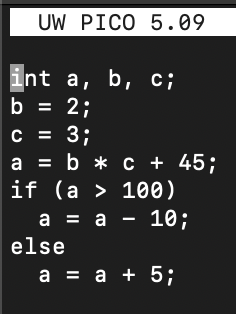 UW PICO 5.09
int a, b, c;
b = 2;
c = 3;
a = b * c + 45;
if (a > 100)
  a = a - 10;
else
  a = a + 5;